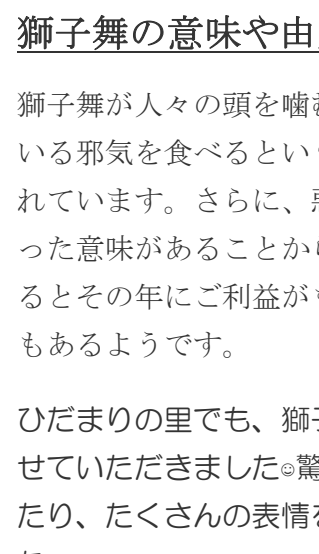 獅子舞の意味や由
獅子舞が人々の頭を噛
いる邪気を食べるとい
れています。さらに、
った意味があることか
るとその年にご利益が
もあるようです。
ひだまりの里でも、獅
せていただきました☺驚
たり、たくさんの表情